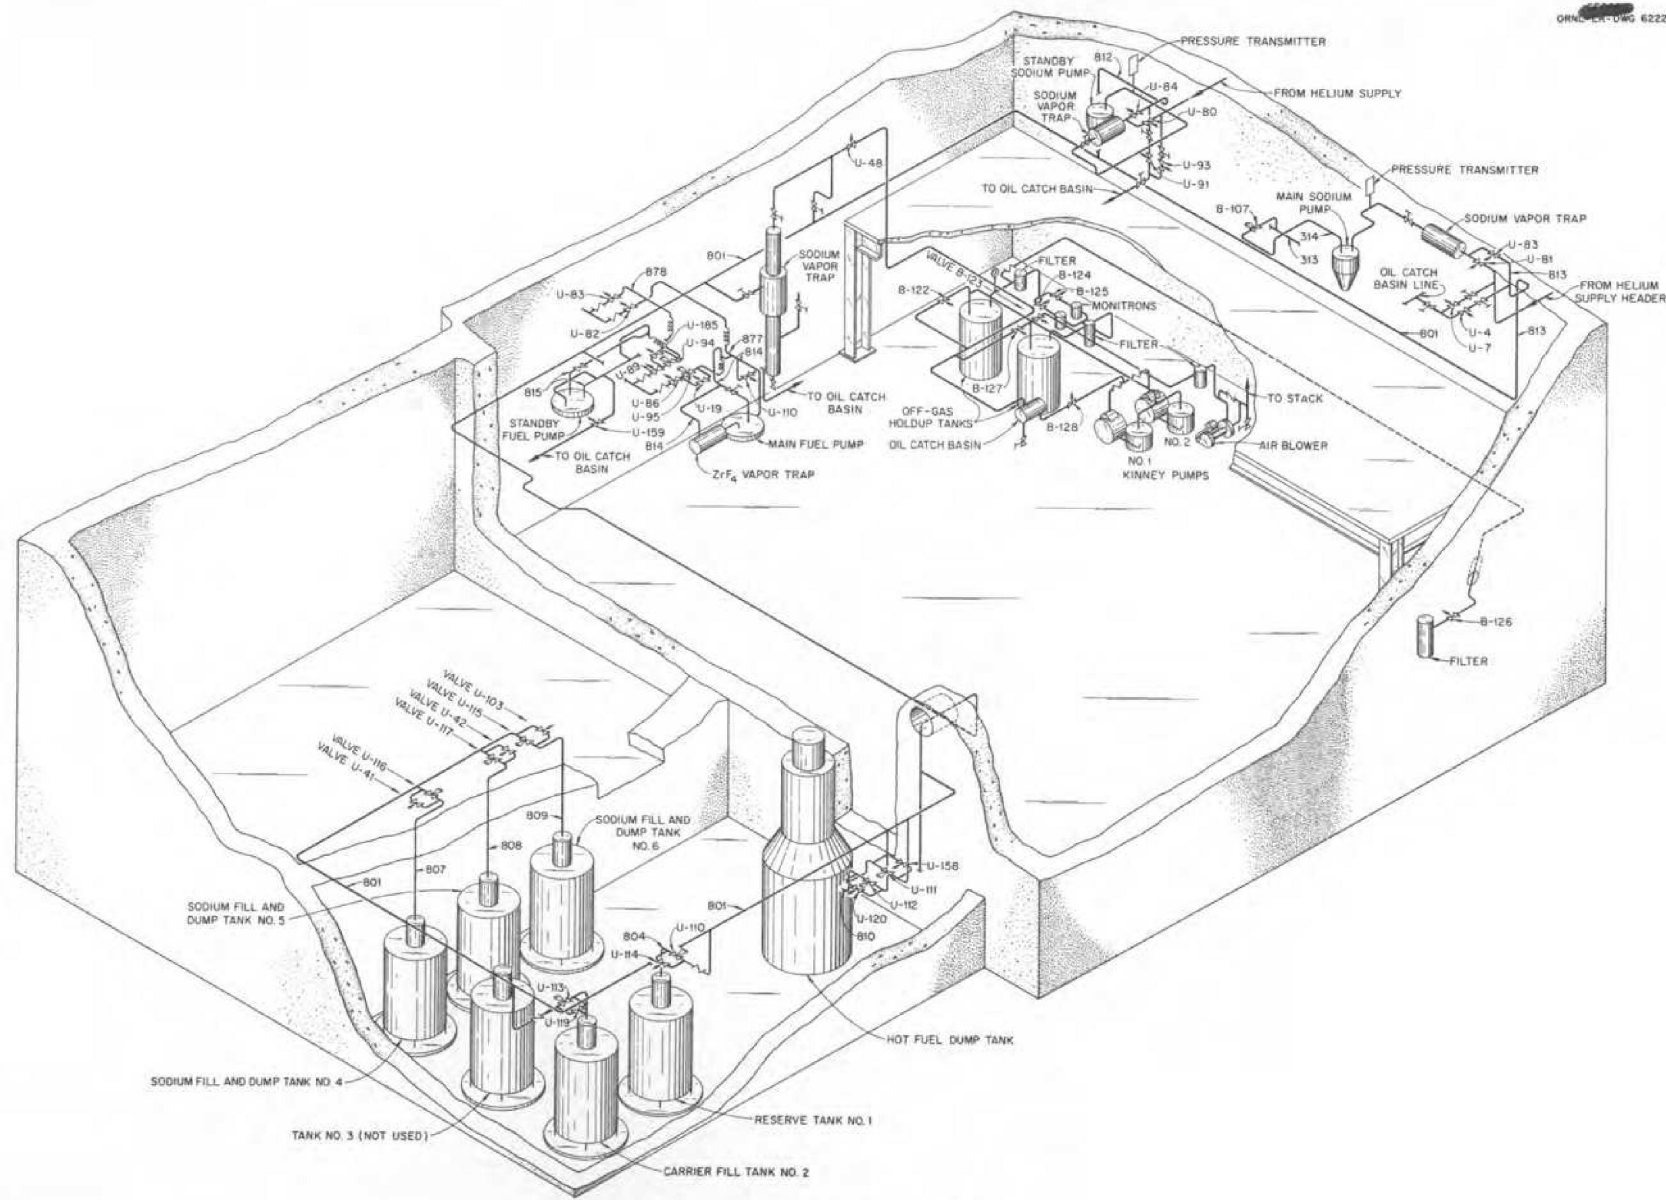 6222
PRESSURE TRANSMITTER
812
STANDBY
SODIUM PUMP
U-84
SODIUM
VAPOR
TRAP
FROM HELIUM SUPPLY
U-80
U-48
U-93
U-91
TO OIL CATCH BASIN
PRESSURE TRANSMITTER
MAIN SODIUM
PUMP
B-107
SODIUM VAPOR TRAP
314
313
U-83
U-81
813
OIL CATCH
BASIN LINE
FROM HELIUM
SUPPLY HEADER
U-4
U-7
801
813
801
SODIUM
VAPOR
TRAP
878
U-83
U-82
U-185
U-94
877
814
U-89
815
U-86
U-95
U-19
U-110
STANDBY
FUEL PUMP
U-159
814
MAIN FUEL PUMP
TO OIL CATCH
BASIN
TO OIL CATCH
BASIN
ZrF4 VAPOR TRAP
VALVE B-123
FILTER
B-124
B-122
B-125
MONITRONS
FILTER
B-127
OFF-GAS
HOLDUP TANKS
OIL CATCH BASIN
B-128
NO. 1
NO. 2
KINNEY PUMPS
TO STACK
AIR BLOWER
B-126
FILTER
VALVE U-103
VALVE U-115
VALVE U-42
VALVE U-117
VALVE U-116
VALVE U-41
809
SODIUM FILL AND
DUMP TANK
NO. 6
808
807
801
SODIUM FILL AND
DUMP TANK NO. 5
801
U-158
U-111
U-112
U-120
810
804
U-110
U-114
U-113
U-119
HOT FUEL DUMP TANK
SODIUM FILL AND DUMP TANK NO. 4
RESERVE TANK NO. 1
TANK NO. 3 (NOT USED)
CARRIER FILL TANK NO. 2